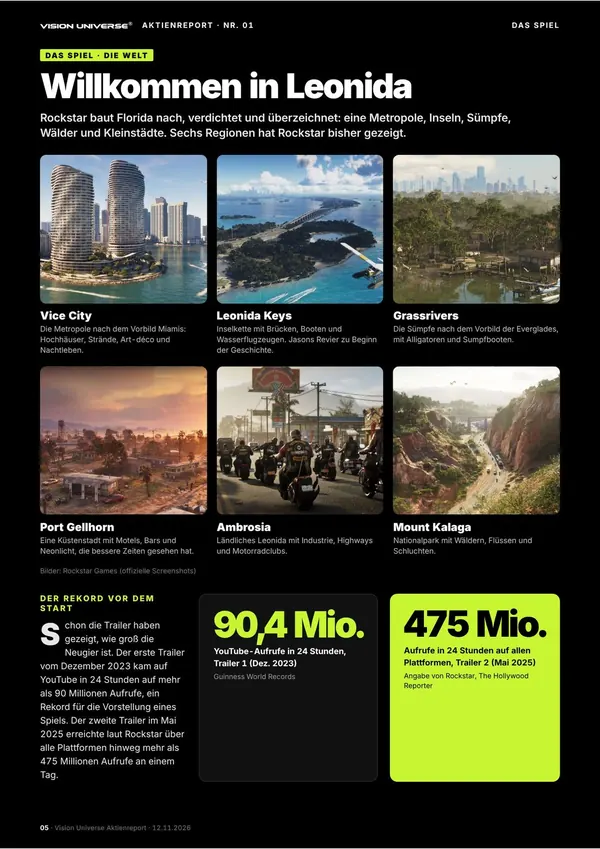 VISION UNIVERSE® AKTIENREPORT · NR. 01
DAS SPIEL
DAS SPIEL · DIE WELT
Willkommen in Leonida
Rockstar baut Florida nach, verdichtet und überzeichnet: eine Metropole, Inseln, Sümpfe,
Wälder und Kleinstädte. Sechs Regionen hat Rockstar bisher gezeigt.
Vice City
Die Metropole nach dem Vorbild Miamis:
Hochhäuser, Strände, Art-déco und
Nachtleben.
Leonida Keys
Inselkette mit Brücken, Booten und
Wasserflugzeugen. Jasons Revier zu Beginn
der Geschichte.
Grassrivers
Die Sümpfe nach dem Vorbild der Everglades,
mit Alligatoren und Sumpfbooten.
Port Gellhorn
Eine Küstenstadt mit Motels, Bars und
Neonlicht, die bessere Zeiten gesehen hat.
Ambrosia
Ländliches Leonida mit Industrie, Highways
und Motorradclubs.
Mount Kalaga
Nationalpark mit Wäldern, Flüssen und
Schluchten.
Bilder: Rockstar Games (offizielle Screenshots)
DER REKORD VOR DEM
START
Schon die Trailer haben
gezeigt, wie groß die
Neugier ist. Der erste Trailer
vom Dezember 2023 kam auf
YouTube in 24 Stunden auf mehr
als 90 Millionen Aufrufe, ein
Rekord für die Vorstellung eines
Spiels. Der zweite Trailer im Mai
2025 erreichte laut Rockstar über
alle Plattformen hinweg mehr als
475 Millionen Aufrufe an einem
Tag.
90,4 Mio.
YouTube-Aufrufe in 24 Stunden,
Trailer 1 (Dez. 2023)
Guinness World Records
475 Mio.
Aufrufe in 24 Stunden auf allen
Plattformen, Trailer 2 (Mai 2025)
Angabe von Rockstar, The Hollywood
Reporter
05 · Vision Universe Aktienreport · 12.11.2026